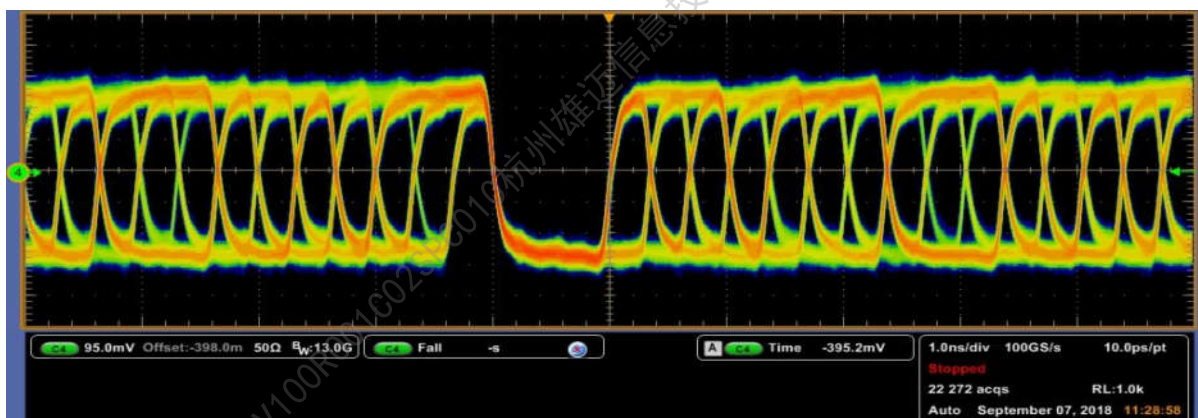 4
C4 95.0mV Offset:-398.0m 50Ω BW:13.0G
C4 Fall -s
A C4 Time -395.2mV
1.0ns/div 100GS/s 10.0ps/pt
Stopped
22 272 acqs RL:1.0k
Auto September 07, 2018 11:28:58